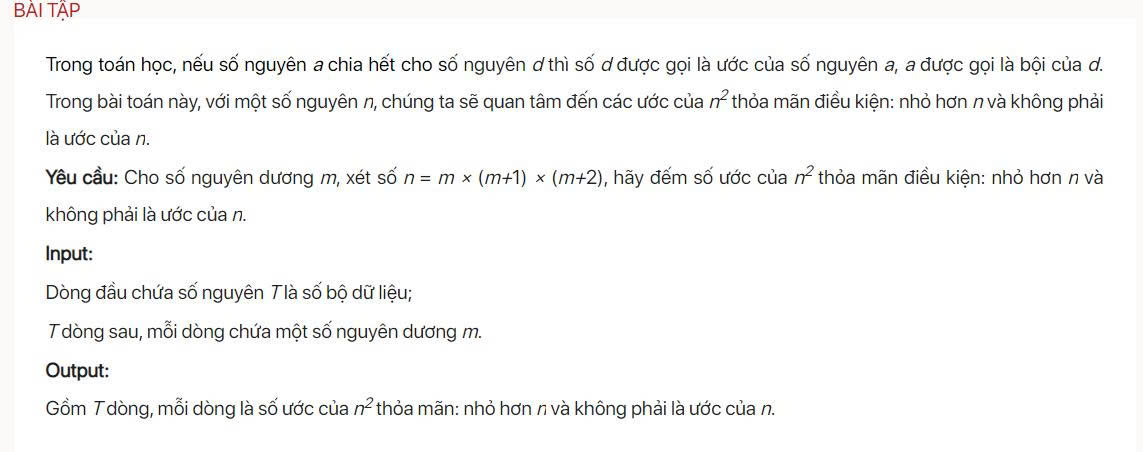 BÀI TẬP
Trong toán học, nếu số nguyên a chia hết cho số nguyên d thì số d được gọi là ước của số nguyên a, a được gọi là bội của d.
Trong bài toán này, với một số nguyên n, chúng ta sẽ quan tâm đến các ước của n² thỏa mãn điều kiện: nhỏ hơn n và không phải
là ước của n.
Yêu cầu: Cho số nguyên dương m, xét số n = m × (m+1) × (m+2), hãy đếm số ước của n² thỏa mãn điều kiện: nhỏ hơn n và
không phải là ước của n.
Input:
Dòng đầu chứa số nguyên T là số bộ dữ liệu;
T dòng sau, mỗi dòng chứa một số nguyên dương m.
Output:
Gồm T dòng, mỗi dòng là số ước của n² thỏa mãn: nhỏ hơn n và không phải là ước của n.